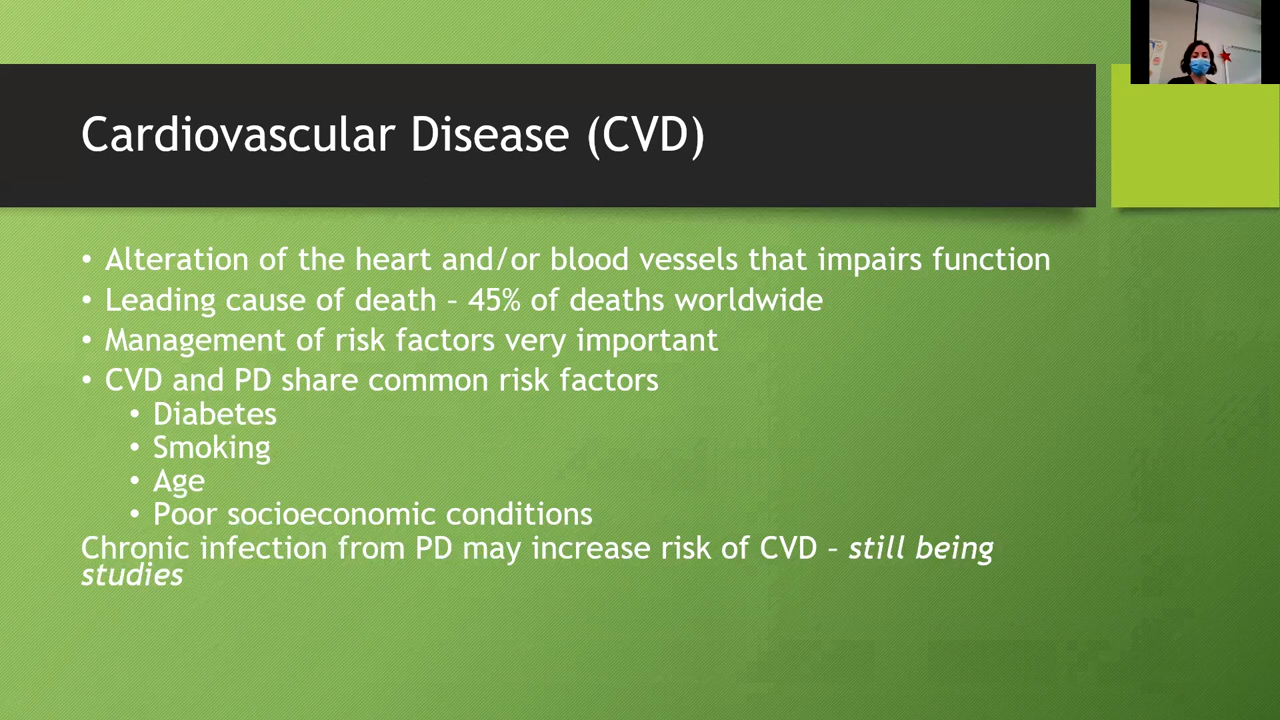 Cardiovascular Disease (CVD)
• Alteration of the heart and/or blood vessels that impairs function
• Leading cause of death – 45% of deaths worldwide
• Management of risk factors very important
• CVD and PD share common risk factors
• Diabetes
• Smoking
• Age
• Poor socioeconomic conditions
Chronic infection from PD may increase risk of CVD – still being
studies